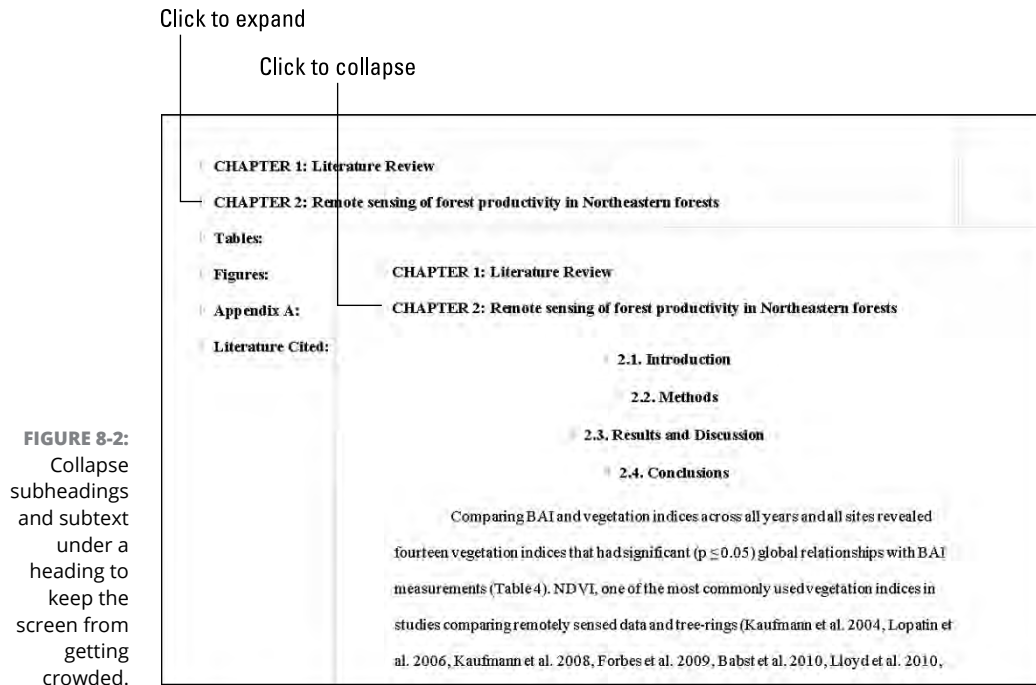 Click to expand
Click to collapse
CHAPTER 1: Literature Review
CHAPTER 2: Remote sensing of forest productivity in Northeastern forests
Tables:
Figures:
Appendix A:
Literature Cited:
CHAPTER 1: Literature Review
CHAPTER 2: Remote sensing of forest productivity in Northeastern forests
2.1. Introduction
2.2. Methods
2.3. Results and Discussion
2.4. Conclusions
Comparing BAI and vegetation indices across all years and all sites revealed
fourteen vegetation indices that had significant (p ≤ 0.05) global relationships with BAI
measurements (Table 4). NDVI, one of the most commonly used vegetation indices in
studies comparing remotely sensed data and tree-rings (Kaufmann et al. 2004, Lopatin et
al. 2006, Kaufmann et al. 2008, Forbes et al. 2009, Babst et al. 2010, Lloyd et al. 2010,
FIGURE 8-2:
Collapse
subheadings
and subtext
under a
heading to
keep the
screen from
getting
crowded.